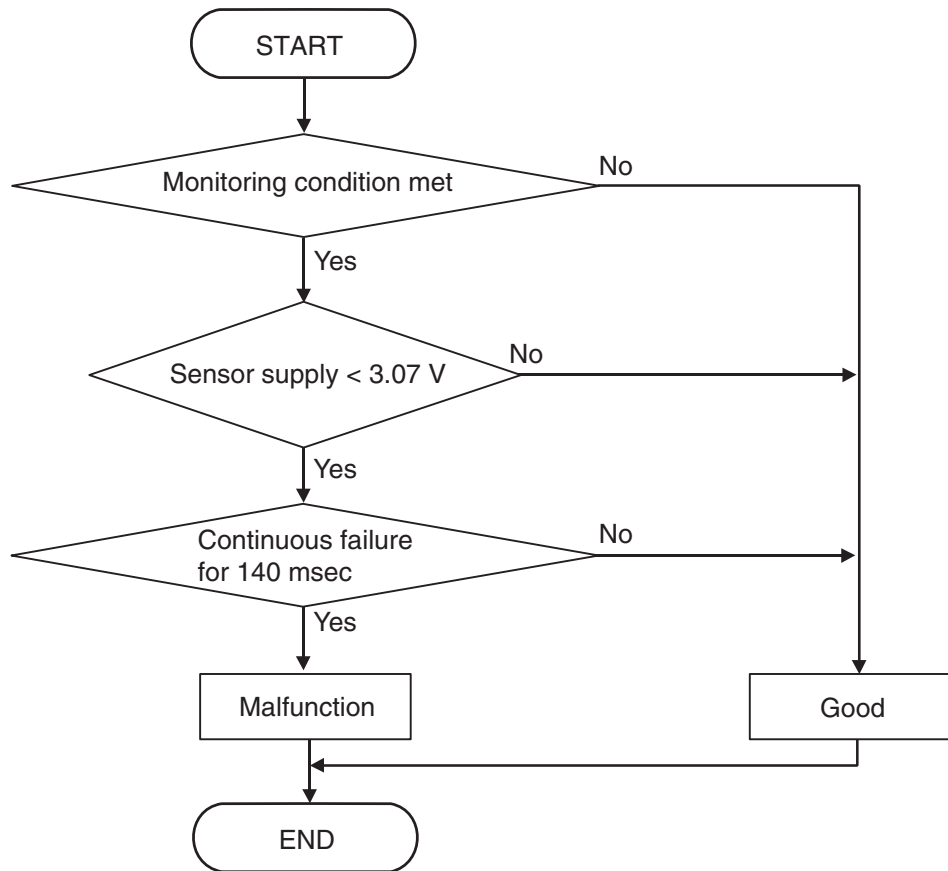 START
Monitoring condition met
No
Yes
Sensor supply < 3.07 V
No
Yes
Continuous failure
for 140 msec
No
Yes
Malfunction
Good
END